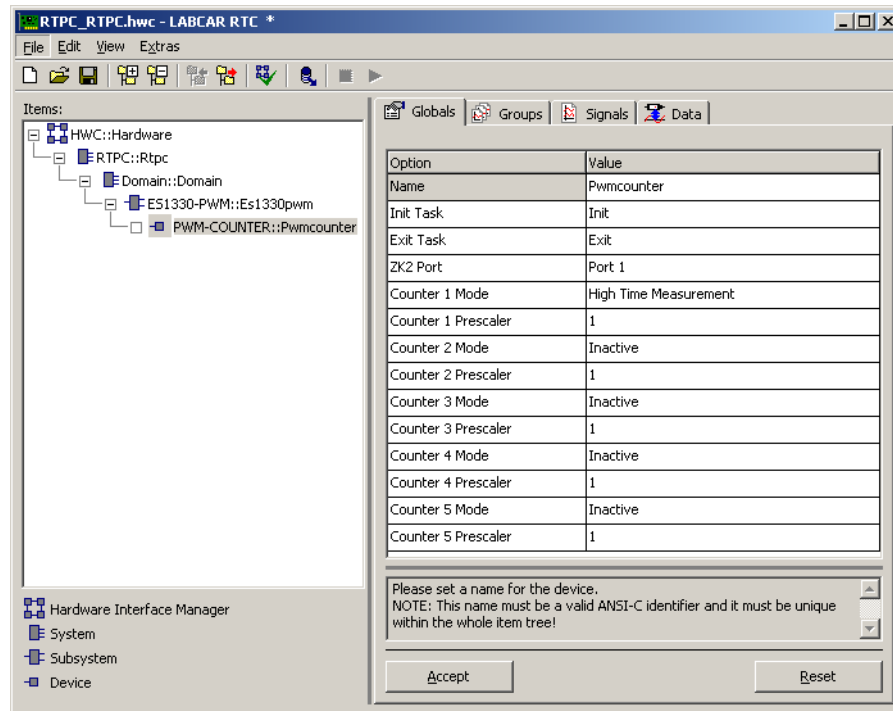 RTPC_RTPC.hwc - LABCAR RTC *
File Edit View Extras
Items:
HWC::Hardware
RTPC::Rtpc
Domain::Domain
ES1330-PWM::Es1330pwm
PWM-COUNTER::Pwmcounter
Hardware Interface Manager
System
Subsystem
Device
Globals Groups Signals Data
Option Value
Name Pwmcounter
Init Task Init
Exit Task Exit
ZK2 Port Port 1
Counter 1 Mode High Time Measurement
Counter 1 Prescaler 1
Counter 2 Mode Inactive
Counter 2 Prescaler 1
Counter 3 Mode Inactive
Counter 3 Prescaler 1
Counter 4 Mode Inactive
Counter 4 Prescaler 1
Counter 5 Mode Inactive
Counter 5 Prescaler 1
Please set a name for the device.
NOTE: This name must be a valid ANSI-C identifier and it must be unique
within the whole item tree!
Accept Reset